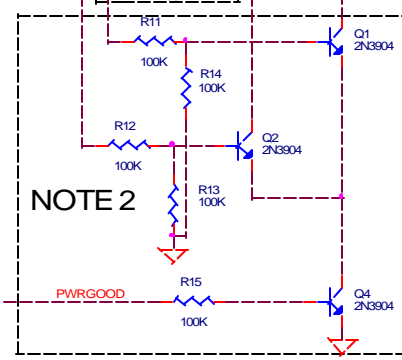 R11
100K
Q1
2N3904
R14
100K
R12
100K
Q2
2N3904
R13
100K
NOTE 2
PWRGOOD
R15
100K
Q4
2N3904